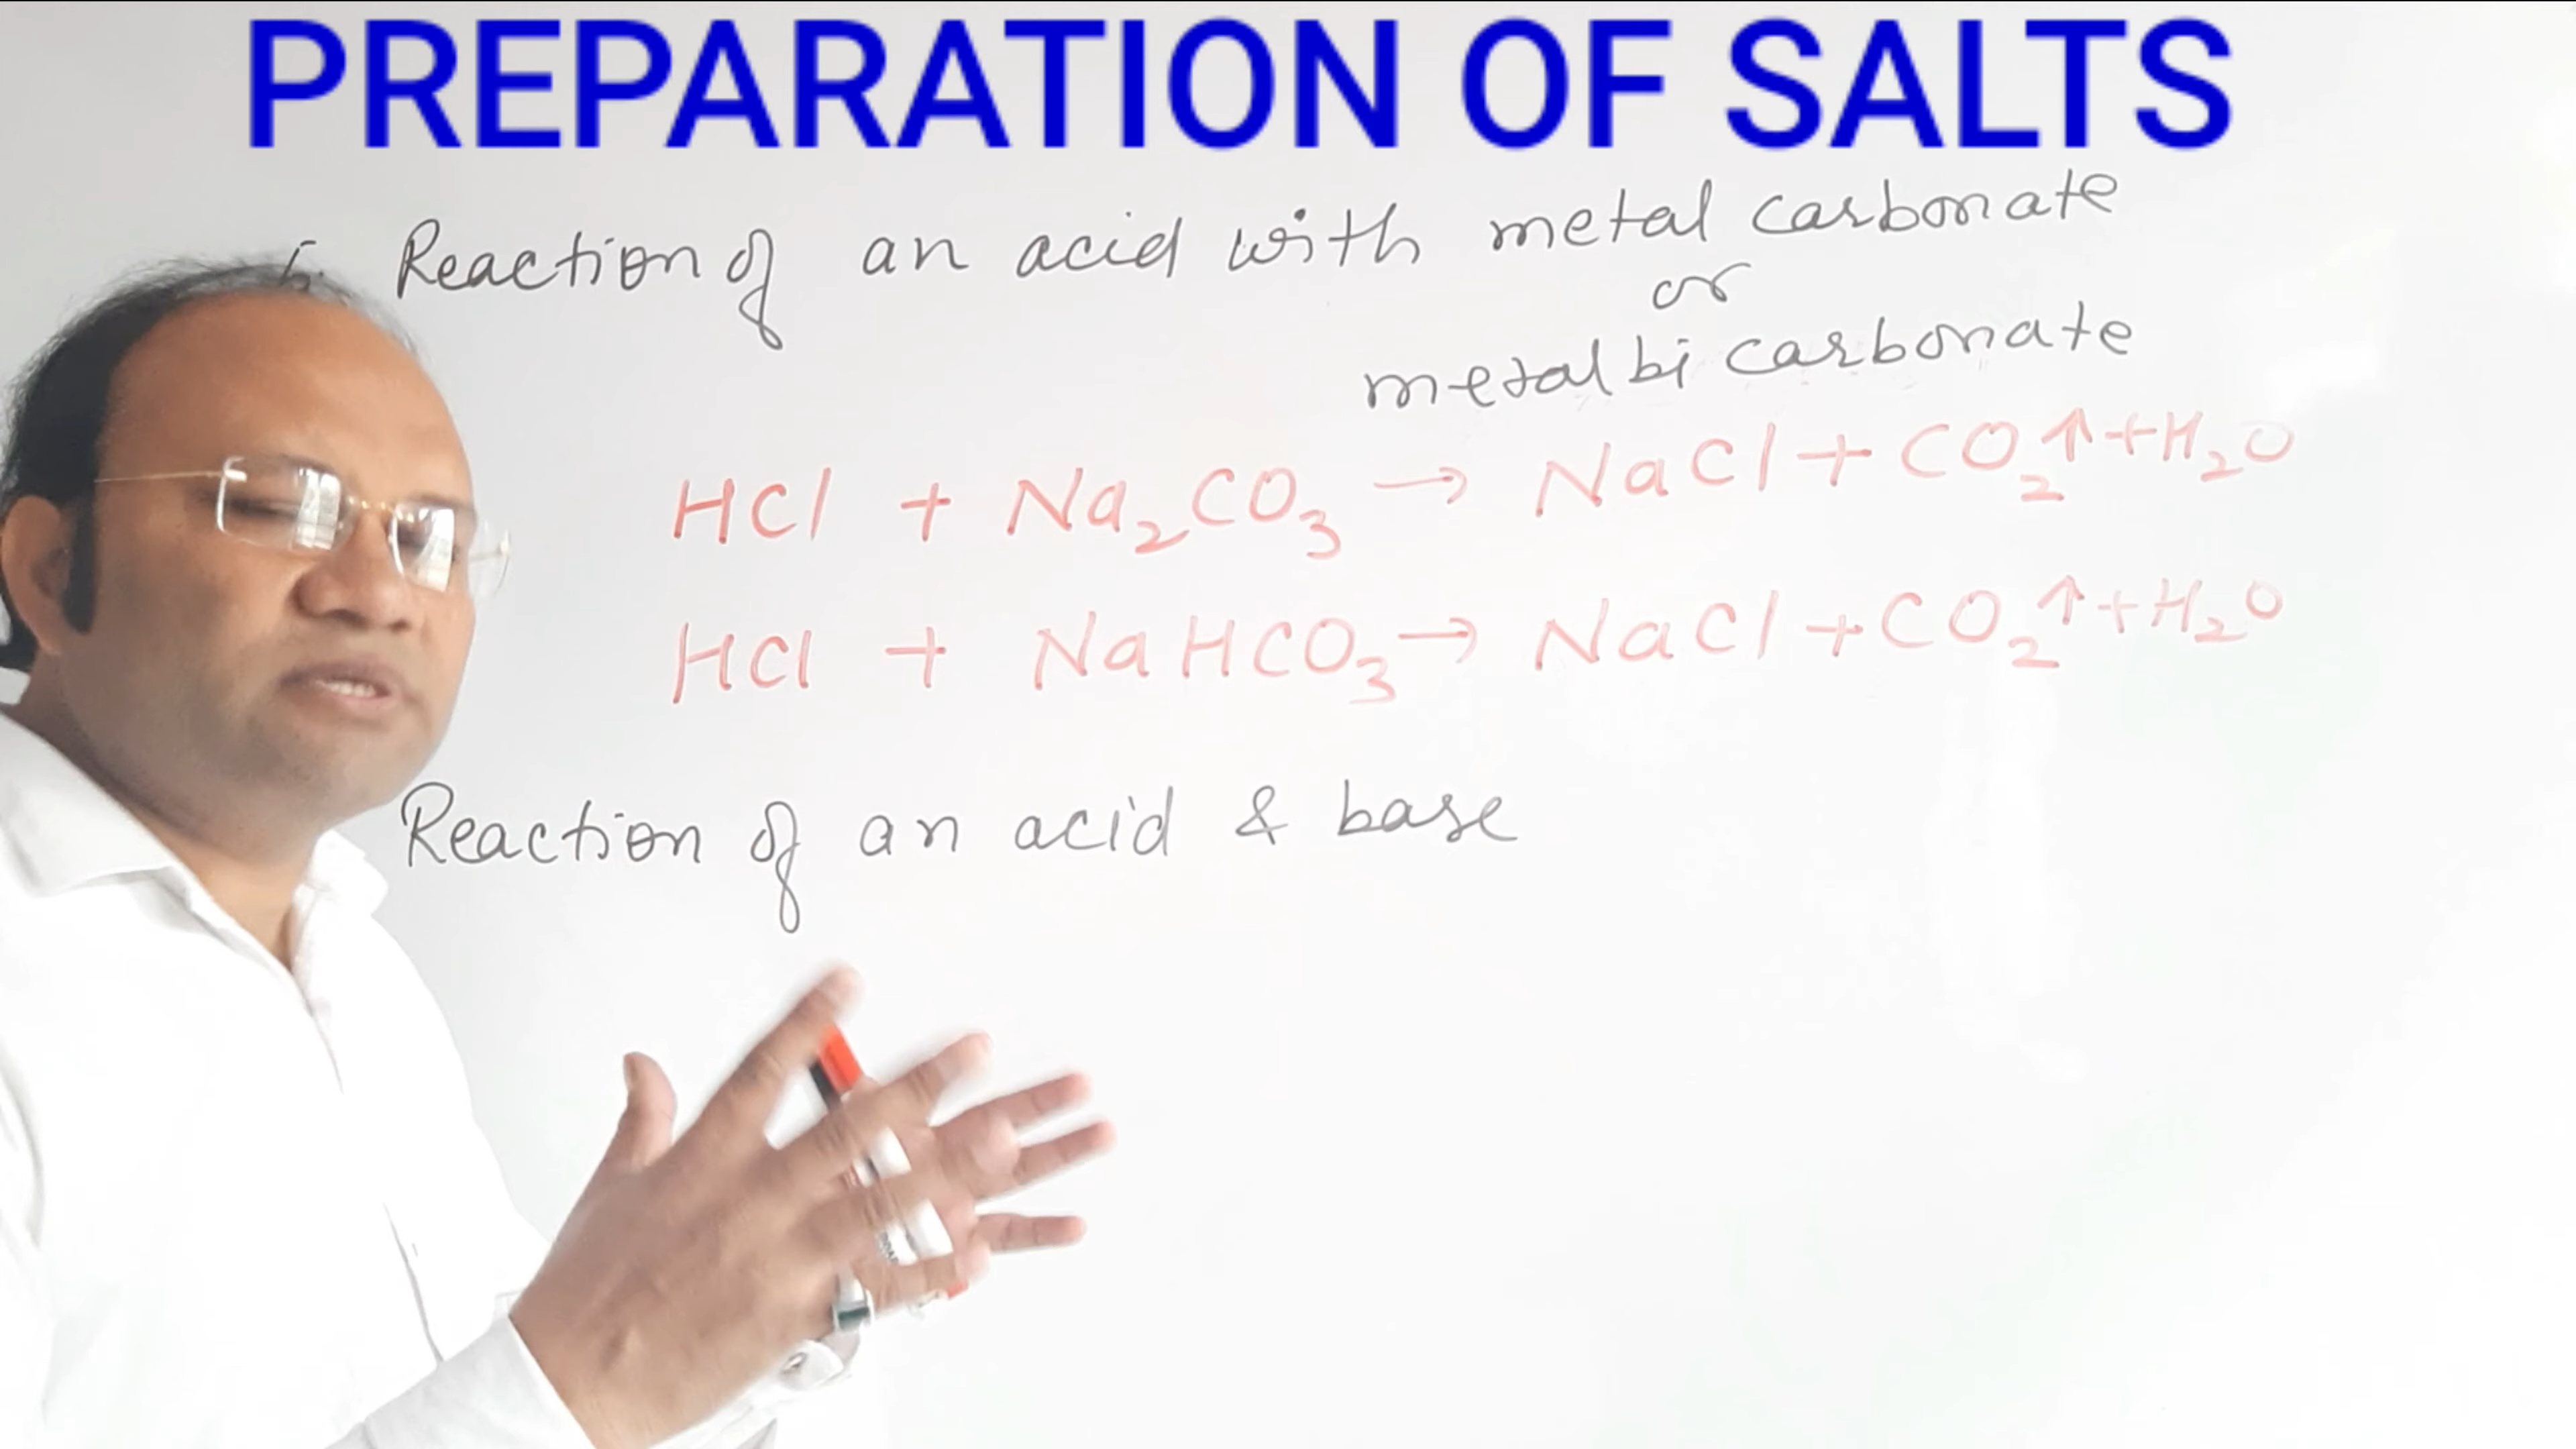 PREPARATION OF SALTS
5. Reaction of an acid with metal carbonate
or
metal bi carbonate
HCl + Na₂CO₃ → NaCl + CO₂↑ + H₂O
HCl + NaHCO₃ → NaCl + CO₂↑ + H₂O
Reaction of an acid & base